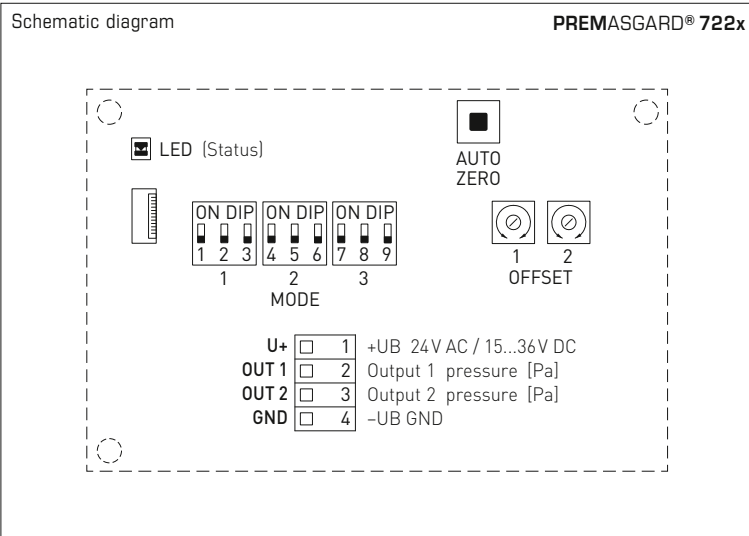 Schematic diagram
PREMASGARD® 722x
LED (Status)
AUTO
ZERO
ON DIP ON DIP ON DIP
1 2 3 4 5 6 7 8 9
1 2 3
MODE
1 2
OFFSET
U+ 1 +UB 24V AC / 15...36V DC
OUT 1 2 Output 1 pressure [Pa]
OUT 2 3 Output 2 pressure [Pa]
GND 4 –UB GND